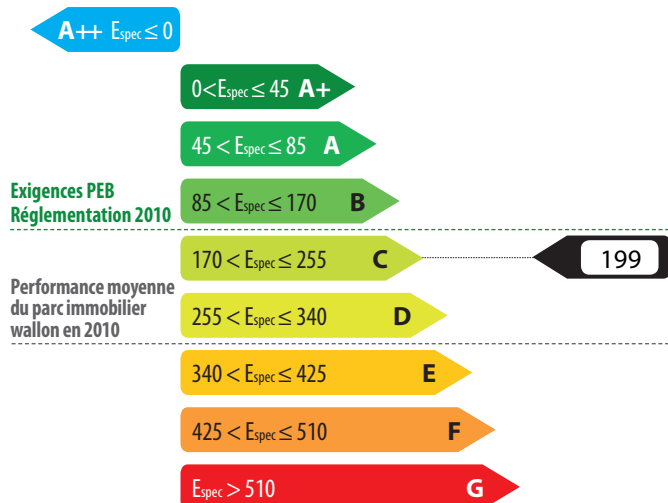 A++ Espec ≤ 0
0<Espec ≤ 45 A+
45 < Espec ≤ 85 A
Exigences PEB
Réglementation 2010
85 < Espec ≤ 170 B
170 < Espec ≤ 255 C
199
Performance moyenne
du parc immobilier
wallon en 2010
255 < Espec ≤ 340 D
340 < Espec ≤ 425 E
425 < Espec ≤ 510 F
Espec > 510 G